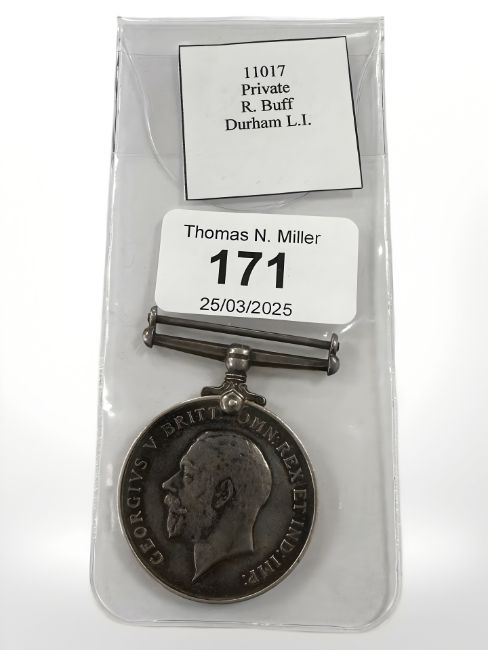 11017
Private
R. Buff
Durham L.I.
Thomas N. Miller
171
25/03/2025
GEORGIVS V BRITT: OMN: REX ET IND: IMP: